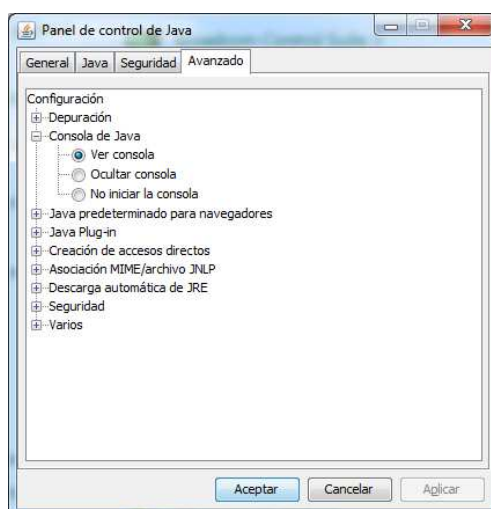 Panel de control de Java
General Java Seguridad Avanzado
Configuración
Depuración
Consola de Java
Ver consola
Ocultar consola
No iniciar la consola
Java predeterminado para navegadores
Java Plug-in
Creación de accesos directos
Asociación MIME/archivo JNLP
Descarga automática de JRE
Seguridad
Varios
Aceptar Cancelar Aplicar